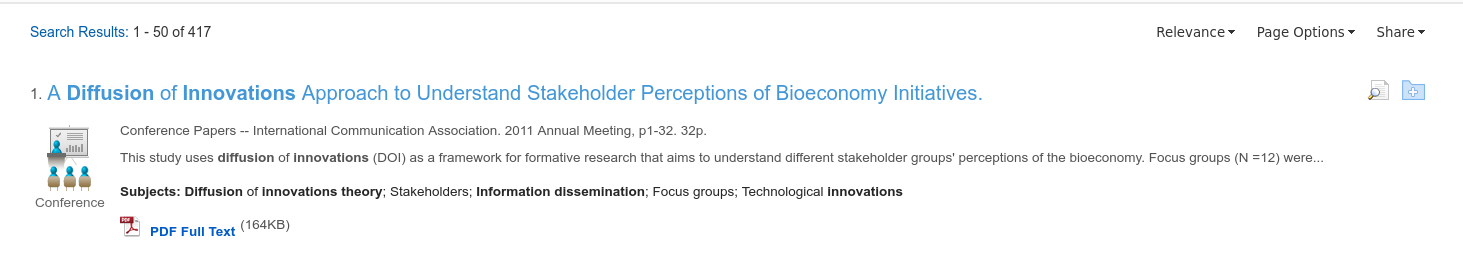 Search Results: 1 - 50 of 417
Relevance Page Options Share
1. A Diffusion of Innovations Approach to Understand Stakeholder Perceptions of Bioeconomy Initiatives.
Conference Papers -- International Communication Association. 2011 Annual Meeting, p1-32. 32p.
This study uses diffusion of innovations (DOI) as a framework for formative research that aims to understand different stakeholder groups' perceptions of the bioeconomy. Focus groups (N =12) were...
Subjects: Diffusion of innovations theory; Stakeholders; Information dissemination; Focus groups; Technological innovations
Conference
PDF PDF Full Text (164KB)